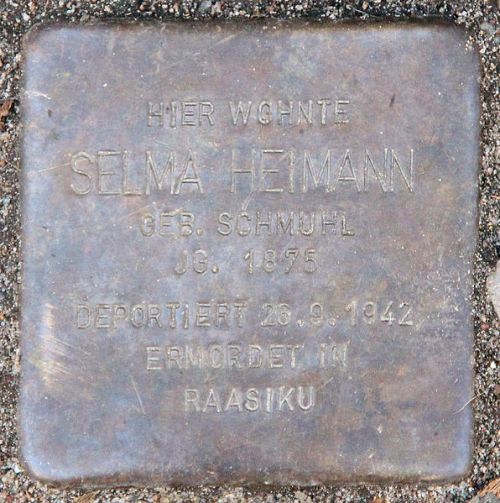 HIER WOHNTE
SELMA HEIMANN
GEB. SCHMUHL
JG. 1875
DEPORTIERT 26.9.1942
ERMORDET IN
RAASIKU